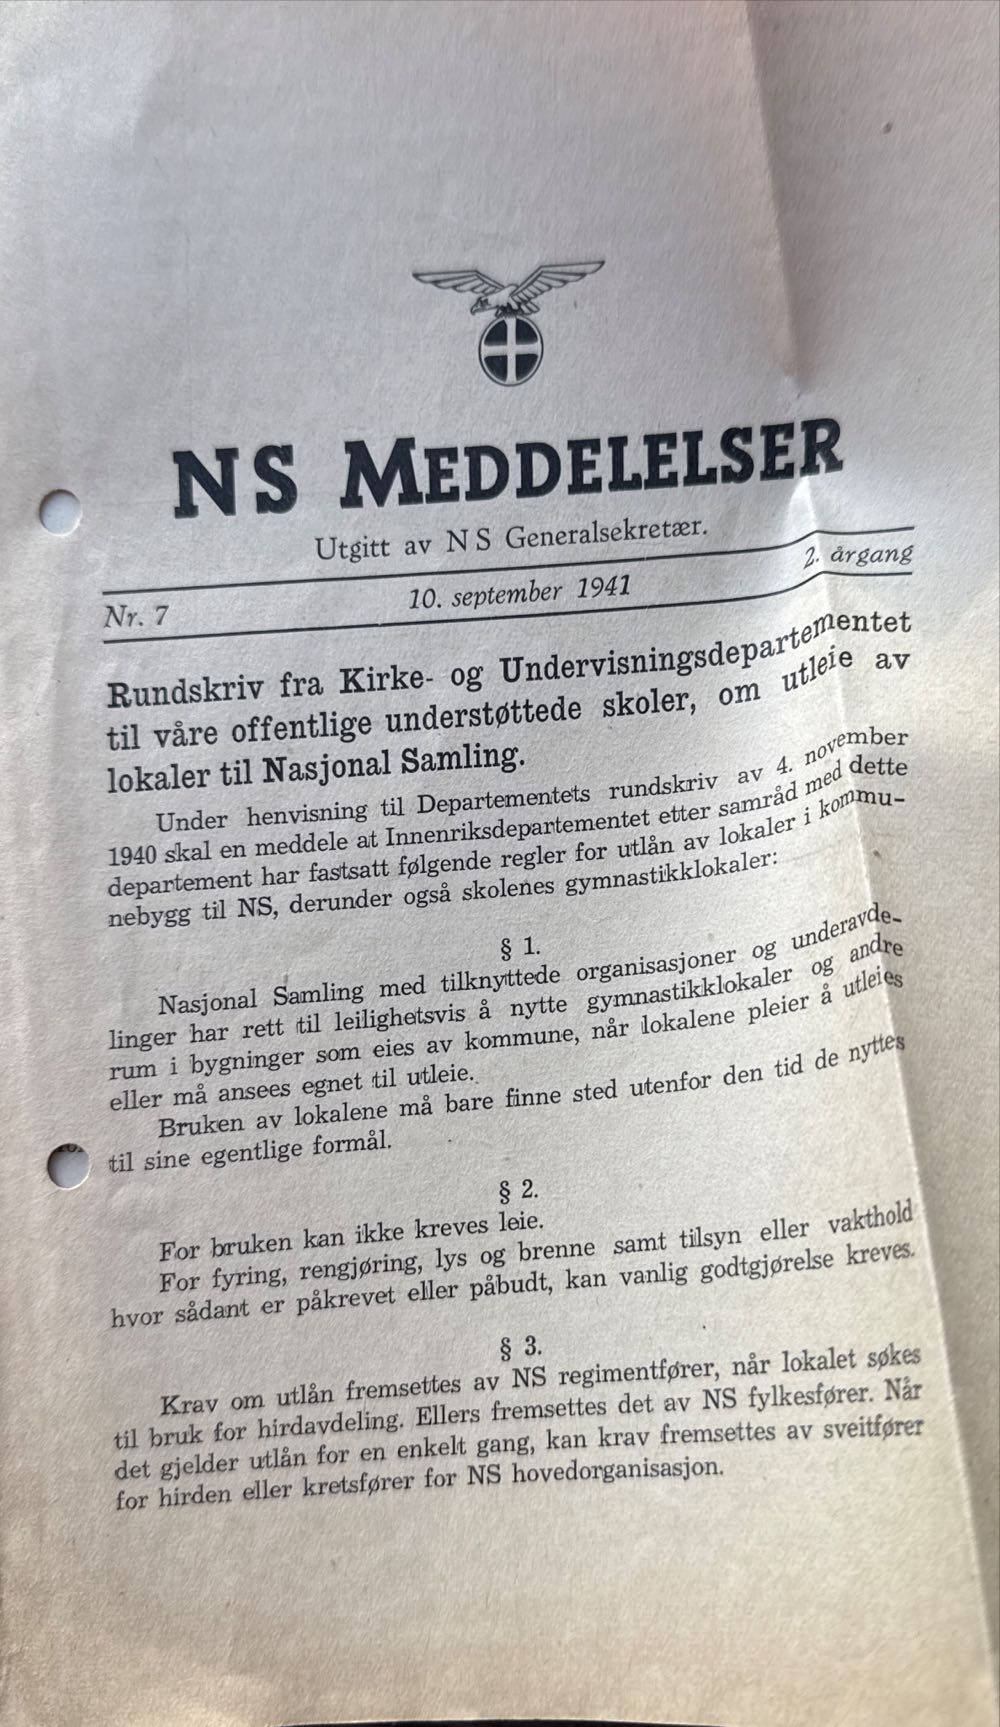 NS MEDDELELSER
Utgitt av NS Generalsekretær.
Nr. 7 10. september 1941 2. årgang
Rundskriv fra Kirke- og Undervisningsdepartementet
til våre offentlige understøttede skoler, om utleie av
lokaler til Nasjonal Samling.
Under henvisning til Departementets rundskriv av 4. november
1940 skal en meddele at Innenriksdepartementet etter samråd med dette
departement har fastsatt følgende regler for utlån av lokaler i kommu-
nebygg til NS, derunder også skolenes gymnastikklokaler:
§ 1.
Nasjonal Samling med tilknyttede organisasjoner og underavde-
linger har rett til leilighetsvis å nytte gymnastikklokaler og andre
rum i bygninger som eies av kommune, når lokalene pleier å utleies
eller må ansees egnet til utleie.
Bruken av lokalene må bare finne sted utenfor den tid de nyttes
til sine egentlige formål.
§ 2.
For bruken kan ikke kreves leie.
For fyring, rengjøring, lys og brenne samt tilsyn eller vakthold
hvor sådant er påkrevet eller påbudt, kan vanlig godtgjørelse kreves.
§ 3.
Krav om utlån fremsettes av NS regimentfører, når lokalet søkes
til bruk for hirdavdeling. Ellers fremsettes det av NS fylkesfører. Når
det gjelder utlån for en enkelt gang, kan krav fremsettes av sveitfører
for hirden eller kretsfører for NS hovedorganisasjon.